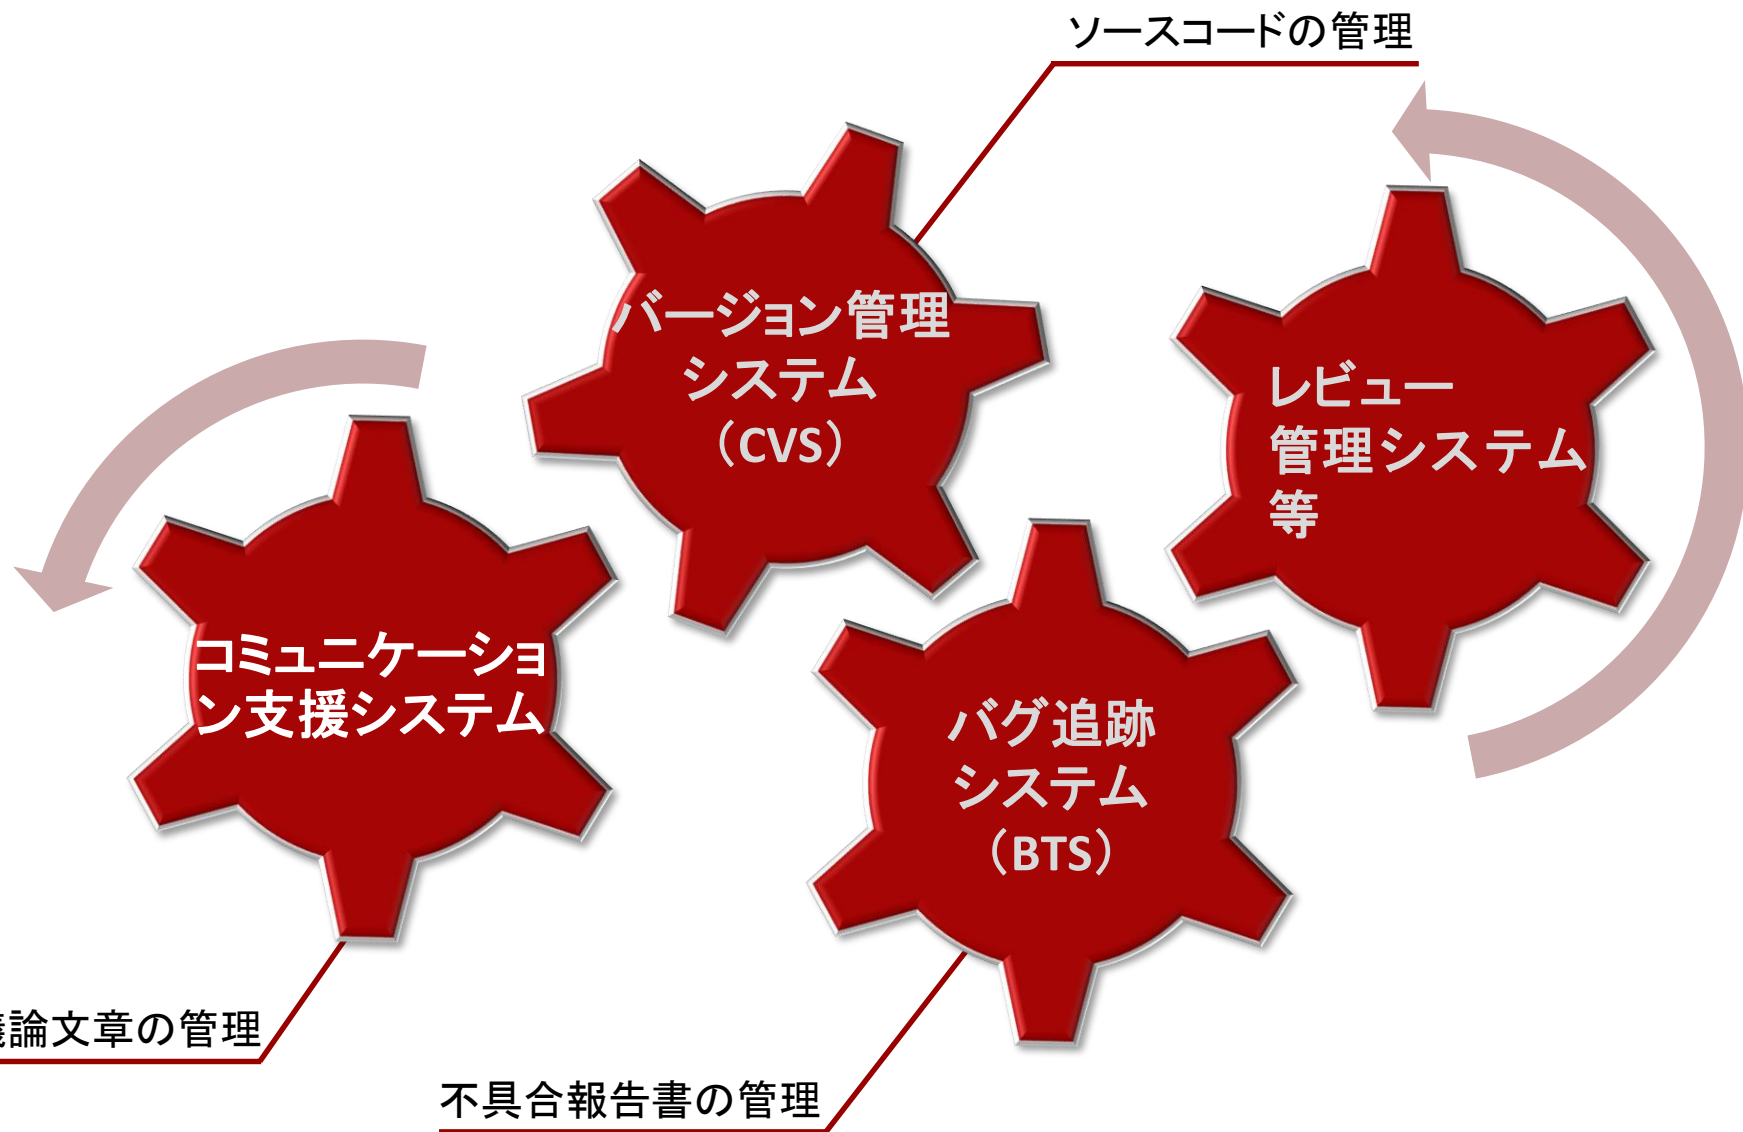 ソースコードの管理
バージョン管理
システム
（CVS）
レビュー
管理システム
等
コミュニケーショ
ン支援システム
バグ追跡
システム
（BTS）
論文章の管理
不具合報告書の管理